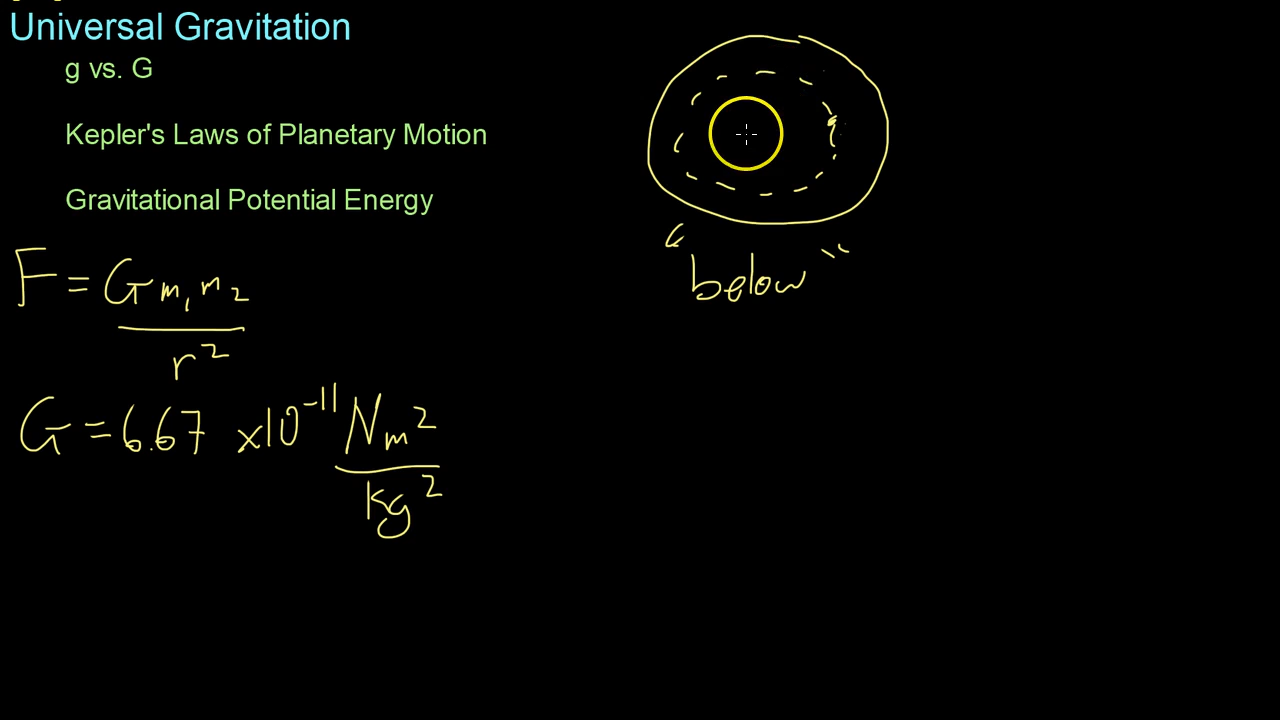 Universal Gravitation
g vs. G
Kepler's Laws of Planetary Motion
Gravitational Potential Energy
F = G m₁ m₂
r²
G = 6.67 x10⁻¹¹ Nm²
kg²
"below"